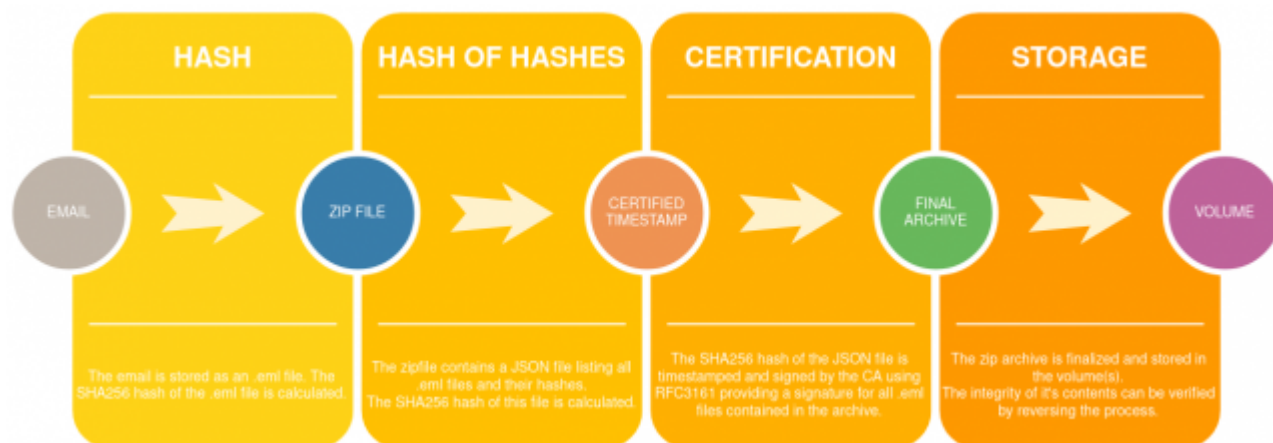 HASH
HASH OF HASHES
CERTIFICATION
STORAGE
EMAIL
ZIP FILE
CERTIFIED
TIMESTAMP
FINAL
ARCHIVE
VOLUME
The email is stored as an .eml file. The
SHA256 hash of the .eml file is calculated.
The zipfile contains a JSON file listing all
.eml files and their hashes.
The SHA256 hash of this file is calculated.
The SHA256 hash of the JSON file is
timestamped and signed by the CA using
RFC3161 providing a signature for all .eml
files contained in the archive.
The zip archive is finalized and stored in
the volume(s).
The integrity of it's contents can be verified
by reversing the process.